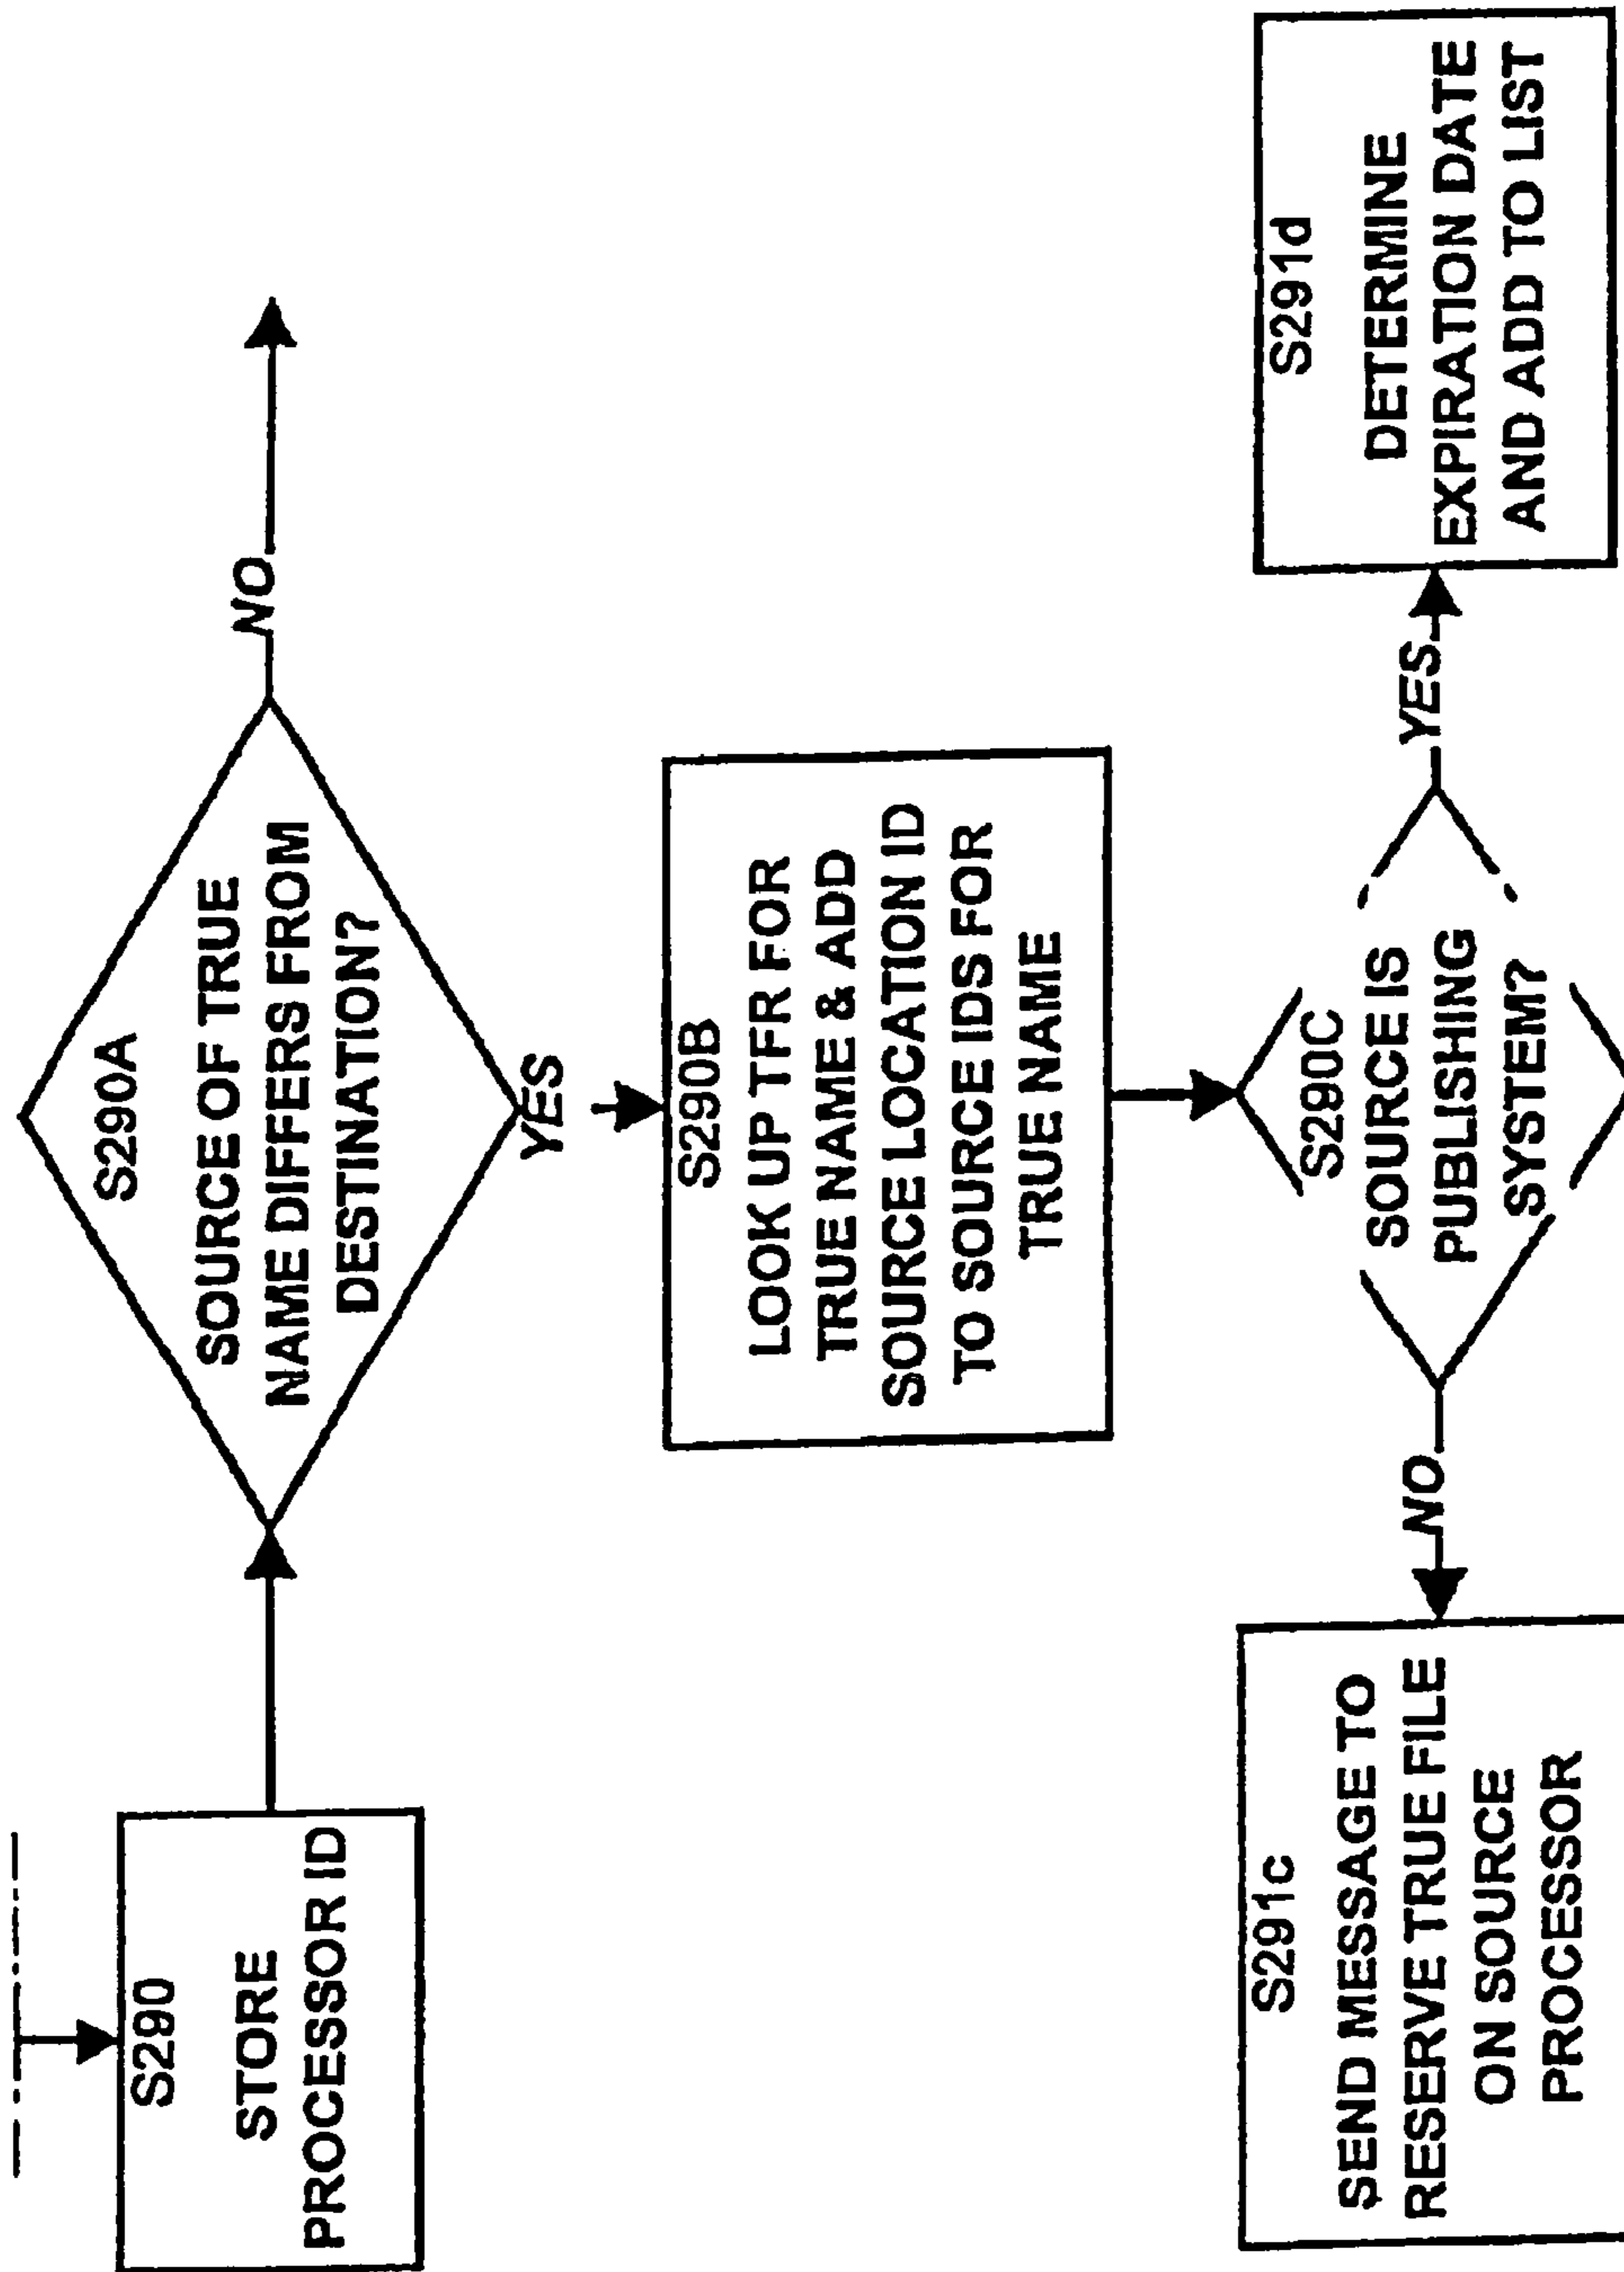 S290
STORE
PROCESSOR ID
S290A
SOURCE OF TRUE
NAME DIFFERS FROM
DESTINATION?
NO
YES
S290B
LOOK UP TFR FOR
TRUE NAME & ADD
SOURCE LOCATION ID
TO SOURCE IDS FOR
TRUE NAME
S290C
SOURCE IS
PUBLISHING
SYSTEM?
NO
YES
S291c
SEND MESSAGE TO
RESERVE TRUE FILE
ON SOURCE
PROCESSOR
S291d
DETERMINE
EXPIRATION DATE
AND ADD TO LIST